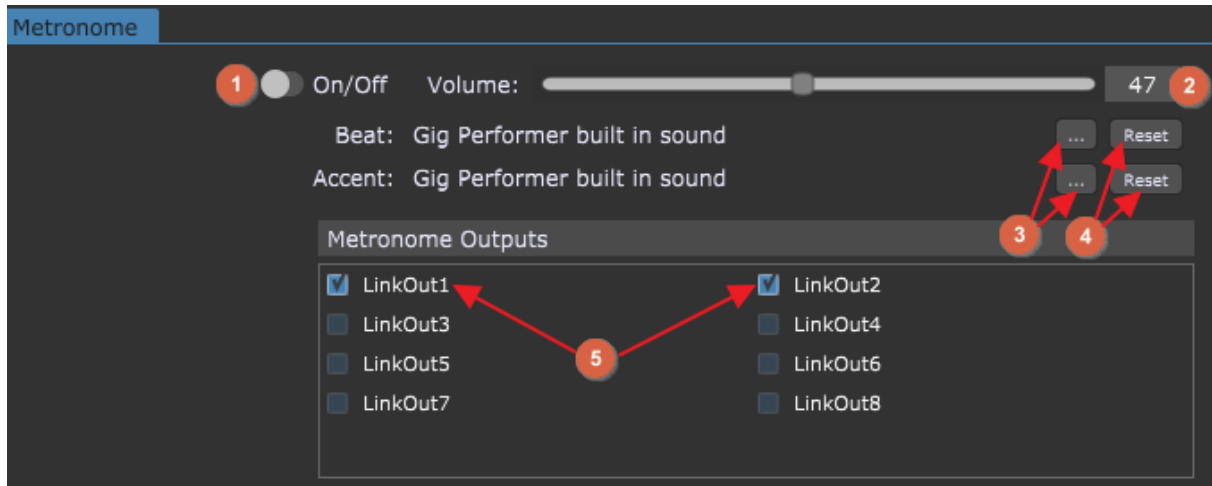 Metronome
1 On/Off Volume: 47 2
Beat: Gig Performer built in sound ... Reset
Accent: Gig Performer built in sound ... Reset
Metronome Outputs 3 4
LinkOut1 LinkOut2
LinkOut3 LinkOut4
5
LinkOut5 LinkOut6
LinkOut7 LinkOut8